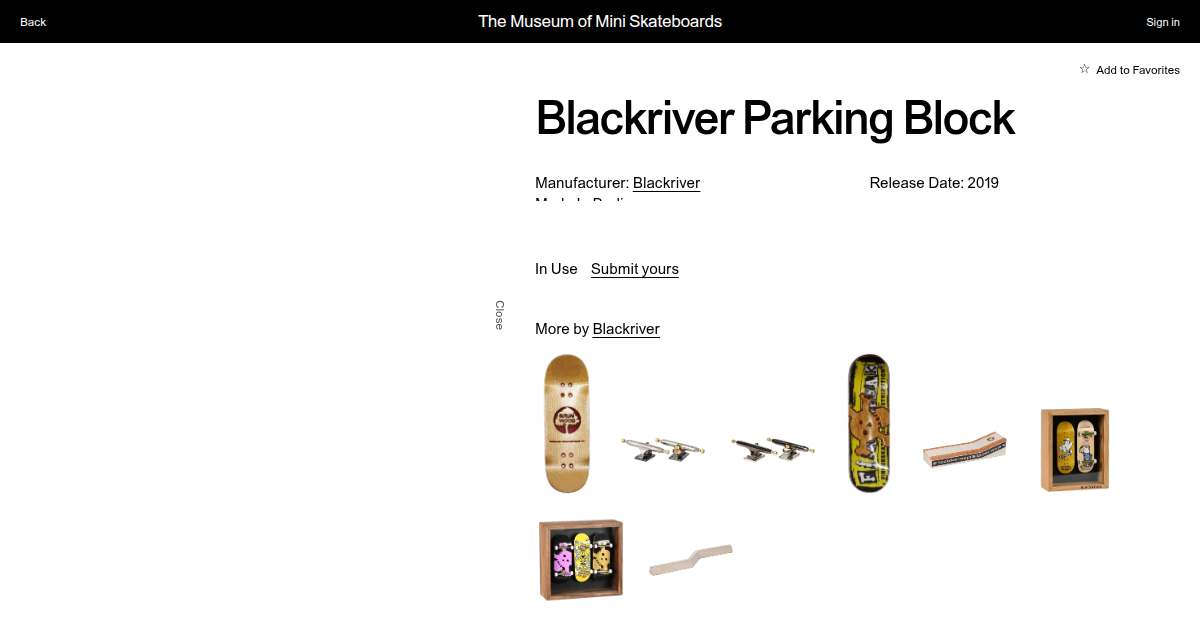 Back
The Museum of Mini Skateboards
Sign in
☆ Add to Favorites
Blackriver Parking Block
Manufacturer: Blackriver
Release Date: 2019
In Use
Submit yours
Close
More by Blackriver